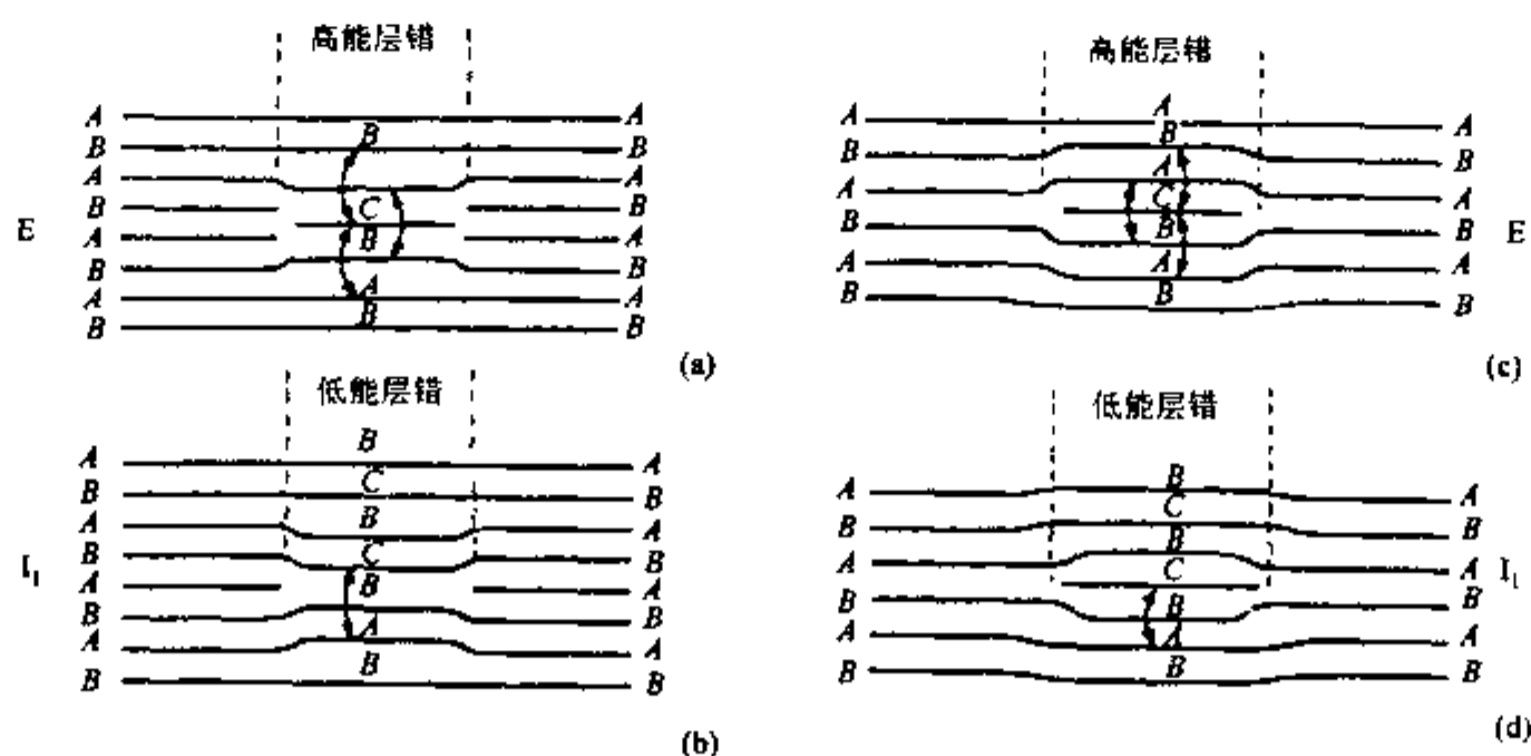 高能层错
A A
B B B
A A
B C B
E A B A
B B
A A A
B B B
(a)
低能层错
B
A A
C
B B
B
A A
B C B
I₁ A B A
B B
A A A
B B B
(b)
高能层错
A
A B A
B B
A
A C A
B B B E
A A A
B B B
(c)
低能层错
B
A C A
B B B
A C A I₁
B B B
A A A
B B B
(d)